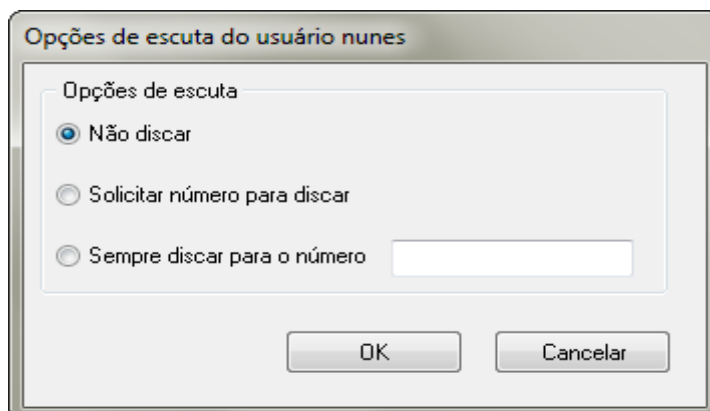 Opções de escuta do usuário nunes
Opções de escuta
Não discar
Solicitar número para discar
Sempre discar para o número
OK Cancelar